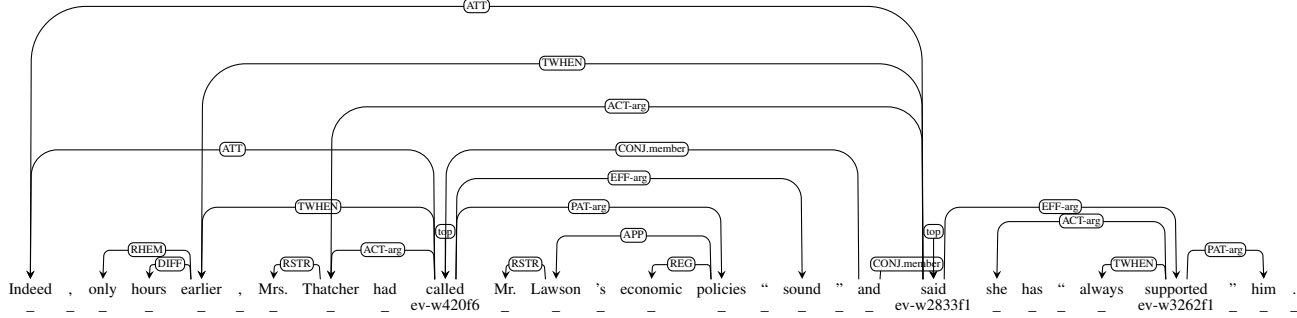 ATT
TWHEN
ACT-arg
ATT CONJ.member
EFF-arg
TWHEN PAT-arg EFF-arg
ACT-arg
top APP top
RHEM ACT-arg PAT-arg
DIFF RSTR RSTR REG CONJ.member TWHEN
Indeed , only hours earlier , Mrs. Thatcher had called Mr. Lawson 's economic policies “ sound ” and said she has “ always supported ” him .
_ _ _ _ _ _ _ _ _ ev-w420f6 _ _ _ _ _ _ _ _ _ ev-w2833f1 _ _ _ _ ev-w3262f1 _ _ _